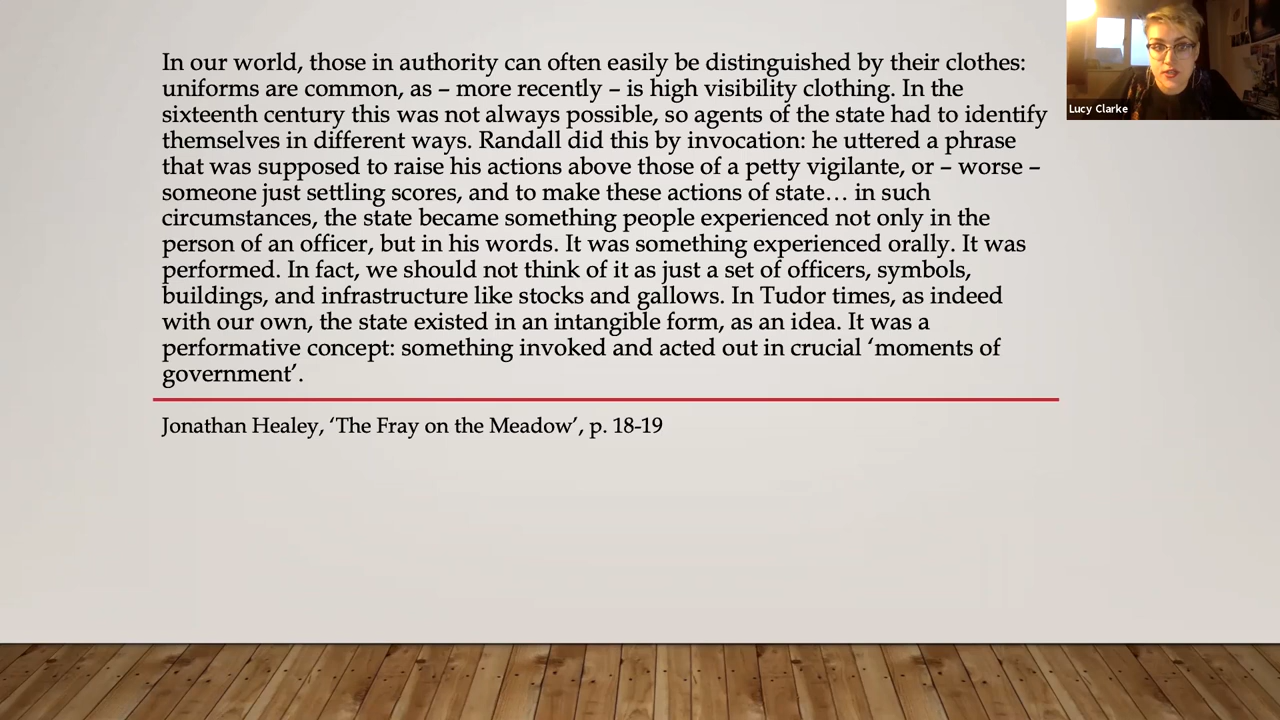 In our world, those in authority can often easily be distinguished by their clothes:
uniforms are common, as – more recently – is high visibility clothing. In the
sixteenth century this was not always possible, so agents of the state had to identify
themselves in different ways. Randall did this by invocation: he uttered a phrase
that was supposed to raise his actions above those of a petty vigilante, or – worse –
someone just settling scores, and to make these actions of state… in such
circumstances, the state became something people experienced not only in the
person of an officer, but in his words. It was something experienced orally. It was
performed. In fact, we should not think of it as just a set of officers, symbols,
buildings, and infrastructure like stocks and gallows. In Tudor times, as indeed
with our own, the state existed in an intangible form, as an idea. It was a
performative concept: something invoked and acted out in crucial ‘moments of
government’.
Jonathan Healey, ‘The Fray on the Meadow’, p. 18-19
Lucy Clarke